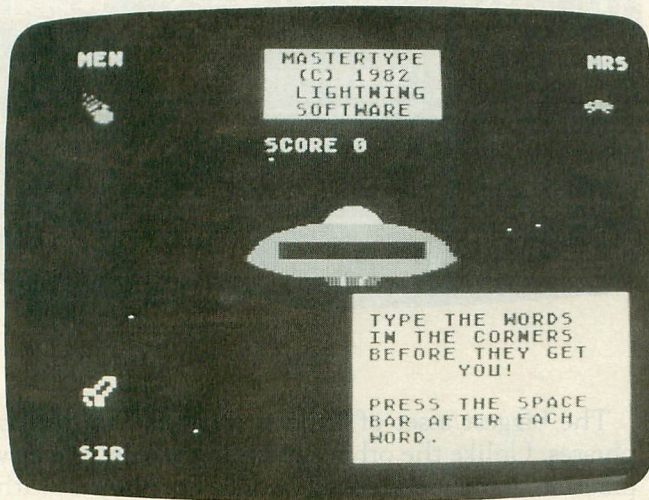 MEN
MASTERTYPE
(C) 1982
LIGHTNING
SOFTWARE
MRS
SCORE 0
TYPE THE WORDS
IN THE CORNERS
BEFORE THEY GET
YOU!
PRESS THE SPACE
BAR AFTER EACH
WORD.
SIR